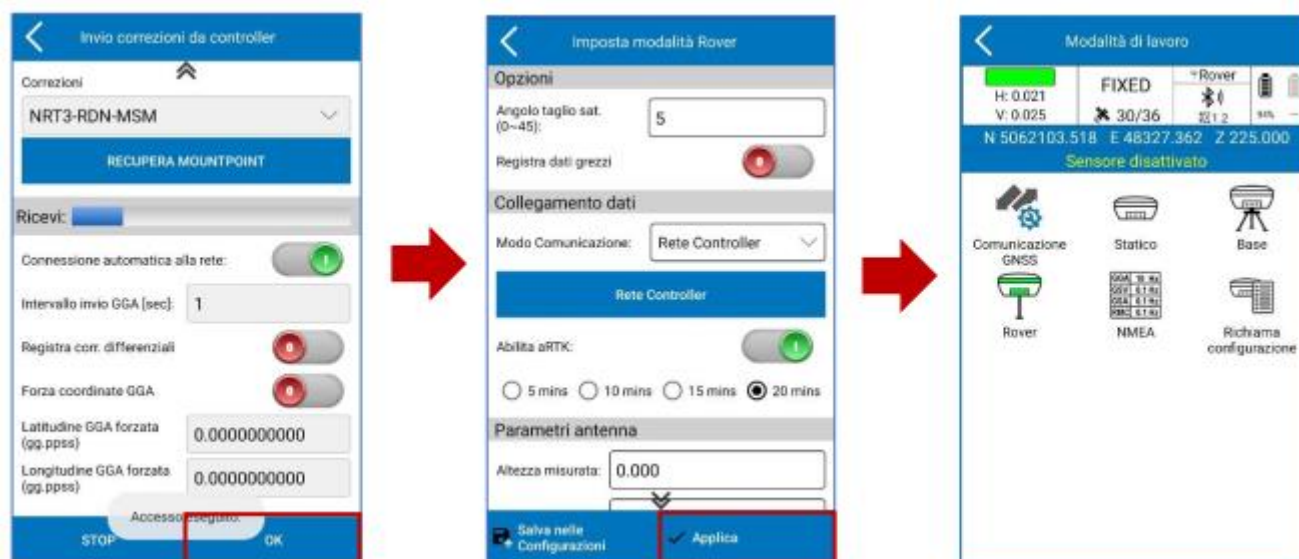 Invio correzioni da controller
Correzioni
NRT3-RDN-MSM
RECUPERA MOUNTPOINT
Ricevi:
Connessione automatica alla rete:
Intervallo invio GGA [sec]:
1
Registra corr. differenziali
Forza coordinate GGA
Latitudine GGA forzata
(gg.ppss)
0.0000000000
Longitudine GGA forzata
(gg.ppss)
0.0000000000
Accesso eseguito.
STOP
OK
Imposta modalità Rover
Opzioni
Angolo taglio sat.
(0~45):
5
Registra dati grezzi
Collegamento dati
Modo Comunicazione:
Rete Controller
Rete Controller
Abilita aRTK:
5 mins
10 mins
15 mins
20 mins
Parametri antenna
Altezza misurata:
0.000
Salva nelle
Configurazioni
Applica
Modalità di lavoro
H: 0.021
V: 0.025
FIXED
30/36
Rover
1.2
94%
N 5062103.518 E 48327.362 Z 225.000
Sensore disattivato
Comunicazione
GNSS
Statico
Base
Rover
NMEA
Richiama
configurazione